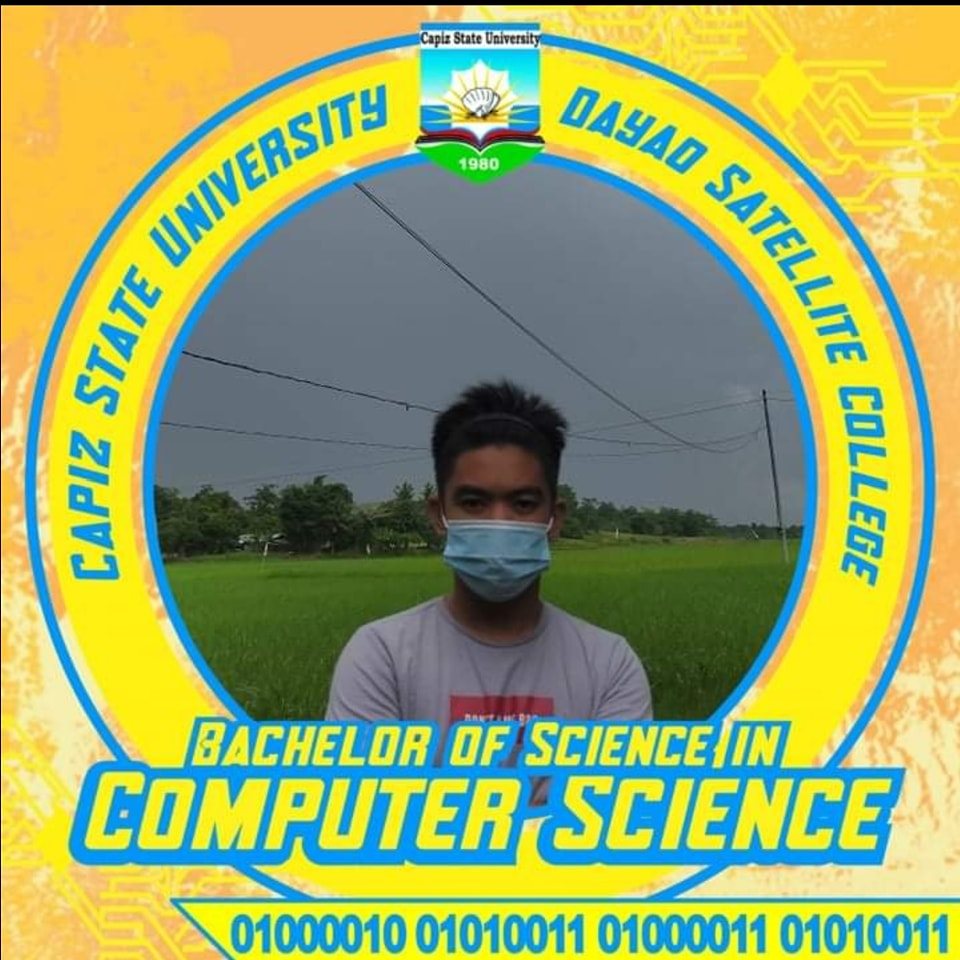 Capiz State University
1980
CAPIZ STATE UNIVERSITY
DAYAO SATELLITE COLLEGE
BACHELOR OF SCIENCE IN
COMPUTER SCIENCE
01000010 01010011 01000011 01010011